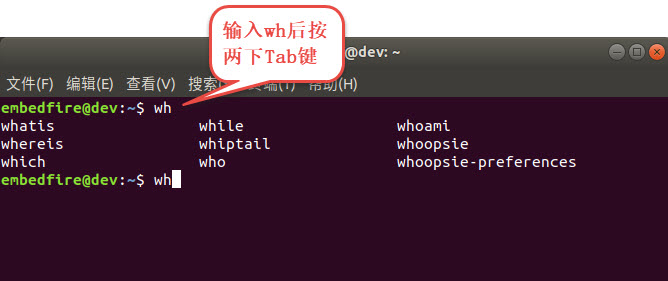 输入wh后按
两下Tab键
@dev: ~
文件(F) 编辑(E) 查看(V) 搜索 终端(T) 帮助(H)
embedfire@dev:~$ wh
whatis while whoami
whereis whiptail whoopsie
which who whoopsie-preferences
embedfire@dev:~$ wh